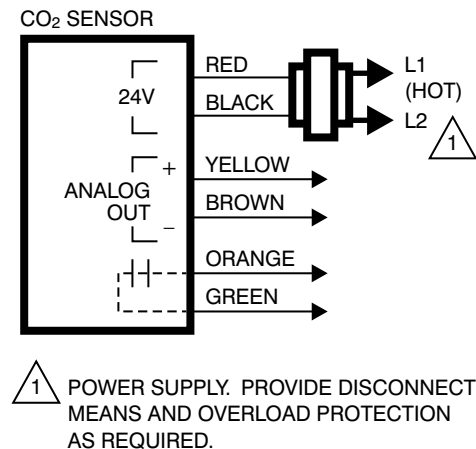 CO₂ SENSOR
RED
L1
(HOT)
24V
BLACK
L2
1
+
YELLOW
ANALOG
OUT
BROWN
–
ORANGE
GREEN
1 POWER SUPPLY. PROVIDE DISCONNECT
MEANS AND OVERLOAD PROTECTION
AS REQUIRED.